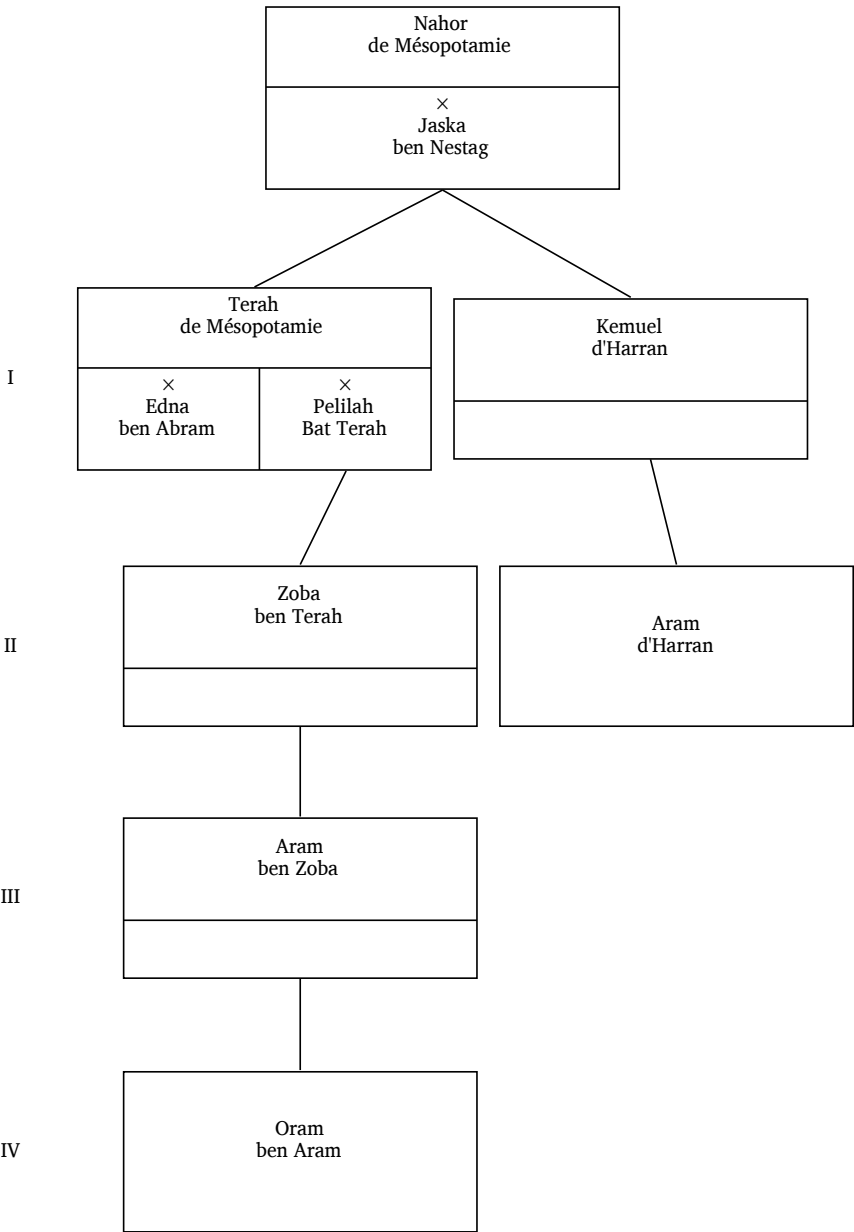 Nahor
de Mésopotamie
×
Jaska
ben Nestag
I
Terah
de Mésopotamie
×
Edna
ben Abram
×
Pelilah
Bat Terah
Kemuel
d'Harran
II
Zoba
ben Terah
Aram
d'Harran
III
Aram
ben Zoba
IV
Oram
ben Aram